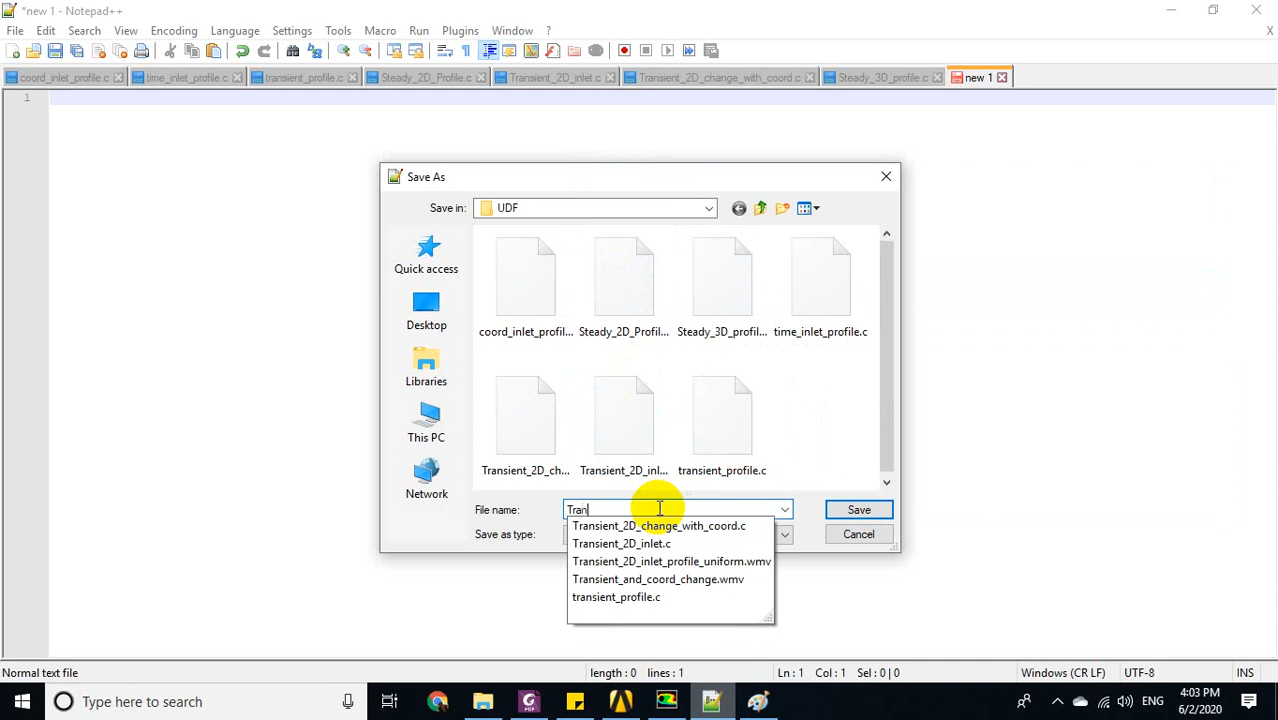 *new 1 - Notepad++
File Edit Search View Encoding Language Settings Tools Macro Run Plugins Window ? X
coord_inlet_profile.c time_inlet_profile.c transient_profile.c Steady_2D_Profile.c Transient_2D_inlet.c Transient_2D_change_with_coord.c Steady_3D_profile.c new 1
1
Save As
Save in: UDF
Quick access
Desktop
Libraries
This PC
Network
coord_inlet_profil... Steady_2D_Profil... Steady_3D_profil... time_inlet_profile.c
Transient_2D_ch... Transient_2D_inl... transient_profile.c
File name: Tran Save
Save as type: Cancel
Transient_2D_change_with_coord.c
Transient_2D_inlet.c
Transient_2D_inlet_profile_uniform.wmv
Transient_and_coord_change.wmv
transient_profile.c
Normal text file length : 0 lines : 1 Ln : 1 Col : 1 Sel : 0 | 0 Windows (CR LF) UTF-8 INS
Type here to search ENG 4:03 PM
6/2/2020